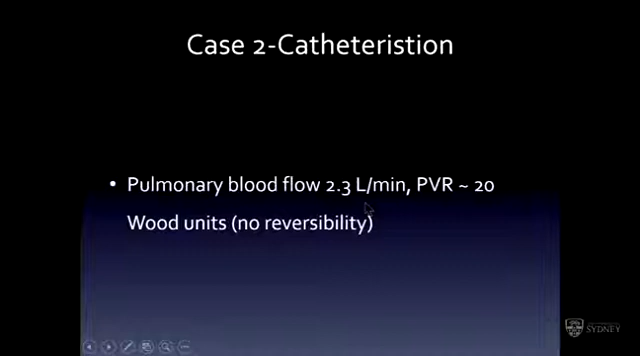 Case 2-Catheteristion
• Pulmonary blood flow 2.3 L/min, PVR ~ 20
Wood units (no reversibility)
SYDNEY